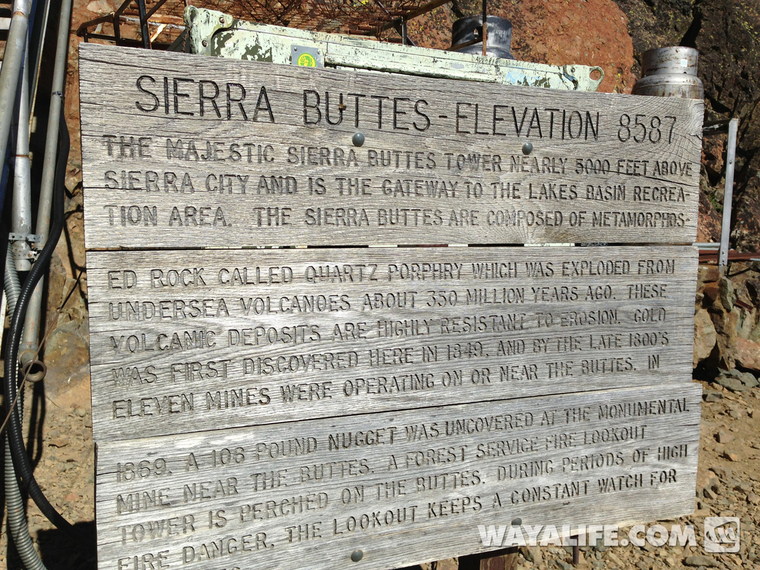 SIERRA BUTTES-ELEVATION 8587
THE MAJESTIC SIERRA BUTTES TOWER NEARLY 5000 FEET ABOVE
SIERRA CITY AND IS THE GATEWAY TO THE LAKES BASIN RECREA-
TION AREA. THE SIERRA BUTTES ARE COMPOSED OF METAMORPHOS-
ED ROCK CALLED QUARTZ PORPHRY WHICH WAS EXPLODED FROM
UNDERSEA VOLCANOES ABOUT 350 MILLION YEARS AGO. THESE
VOLCANIC DEPOSITS ARE HIGHLY RESISTANT TO EROSION. GOLD
WAS FIRST DISCOVERED HERE IN 1849, AND BY THE LATE 1800'S
ELEVEN MINES WERE OPERATING ON OR NEAR THE BUTTES. IN
1869, A 106 POUND NUGGET WAS UNCOVERED AT THE MONUMENTAL
MINE NEAR THE BUTTES. A FOREST SERVICE FIRE LOOKOUT
TOWER IS PERCHED ON THE BUTTES. DURING PERIODS OF HIGH
FIRE DANGER, THE LOOKOUT KEEPS A CONSTANT WATCH FOR
WAYALIFE.COM